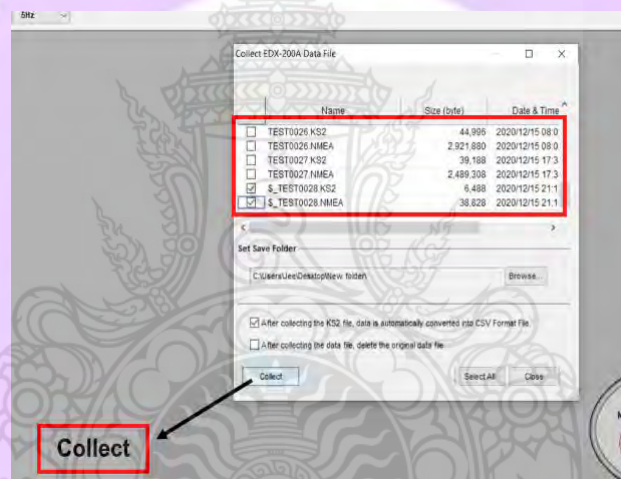 5Hz
Collect EDX-200A Data File
Name Size (byte) Date & Time
TEST0026.KS2 44,996 2020/12/15 08:0
TEST0026.NMEA 2,921,880 2020/12/15 08:0
TEST0027.KS2 39,188 2020/12/15 17:3
TEST0027.NMEA 2,489,308 2020/12/15 17:3
$_TEST0028.KS2 6,488 2020/12/15 21:1
$_TEST0028.NMEA 38,828 2020/12/15 21:1
Set Save Folder
C:\Users\Jee\Desktop\New folder\ Browse...
After collecting the KS2 file, data is automatically converted into CSV Format File.
After collecting the data file, delete the original data file.
Collect Select All Close
Collect